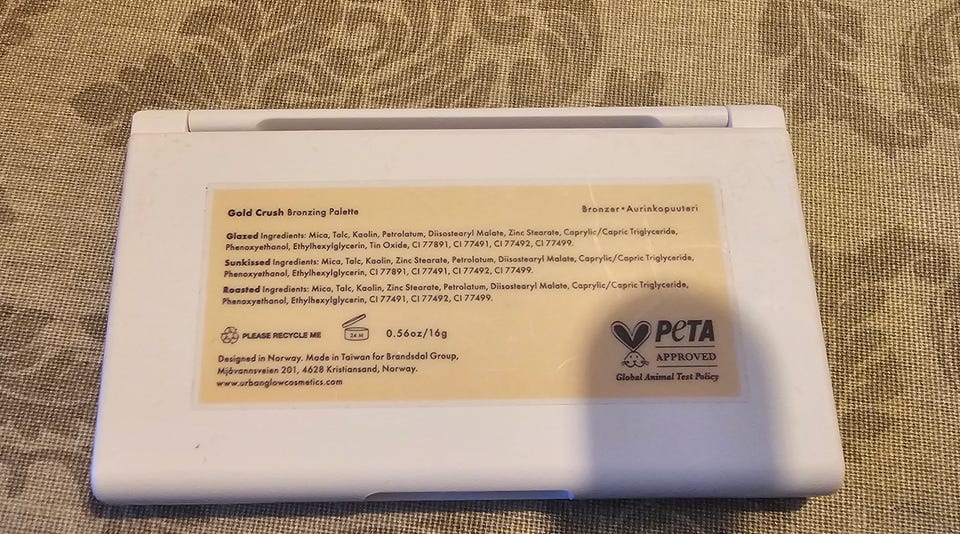 Gold Crush Bronzing Palette
Bronzer•Aurinkopuuteri
Glazed Ingredients: Mica, Talc, Kaolin, Petrolatum, Diisostearyl Malate, Zinc Stearate, Caprylic/Capric Triglyceride,
Phenoxyethanol, Ethylhexylglycerin, Tin Oxide, CI 77891, CI 77491, CI 77492, CI 77499.
Sunkissed Ingredients: Mica, Talc, Kaolin, Zinc Stearate, Petrolatum, Diisostearyl Malate, Caprylic/Capric Triglyceride,
Phenoxyethanol, Ethylhexylglycerin, CI 77891, CI 77491, CI 77492, CI 77499.
Roasted Ingredients: Mica, Talc, Kaolin, Zinc Stearate, Petrolatum, Diisostearyl Malate, Caprylic/Capric Triglyceride,
Phenoxyethanol, Ethylhexylglycerin, CI 77491, CI 77492, CI 77499.
PLEASE RECYCLE ME
24 M
0.56oz/16g
Designed in Norway. Made in Taiwan for Brandsdal Group,
Mjåvannsveien 201, 4628 Kristiansand, Norway.
www.urbanglowcosmetics.com
PETA
APPROVED
Global Animal Test Policy